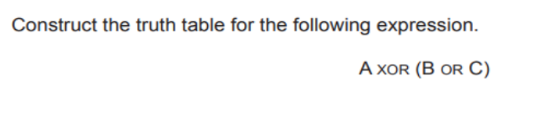 Construct the truth table for the following expression.
A XOR (B OR C)